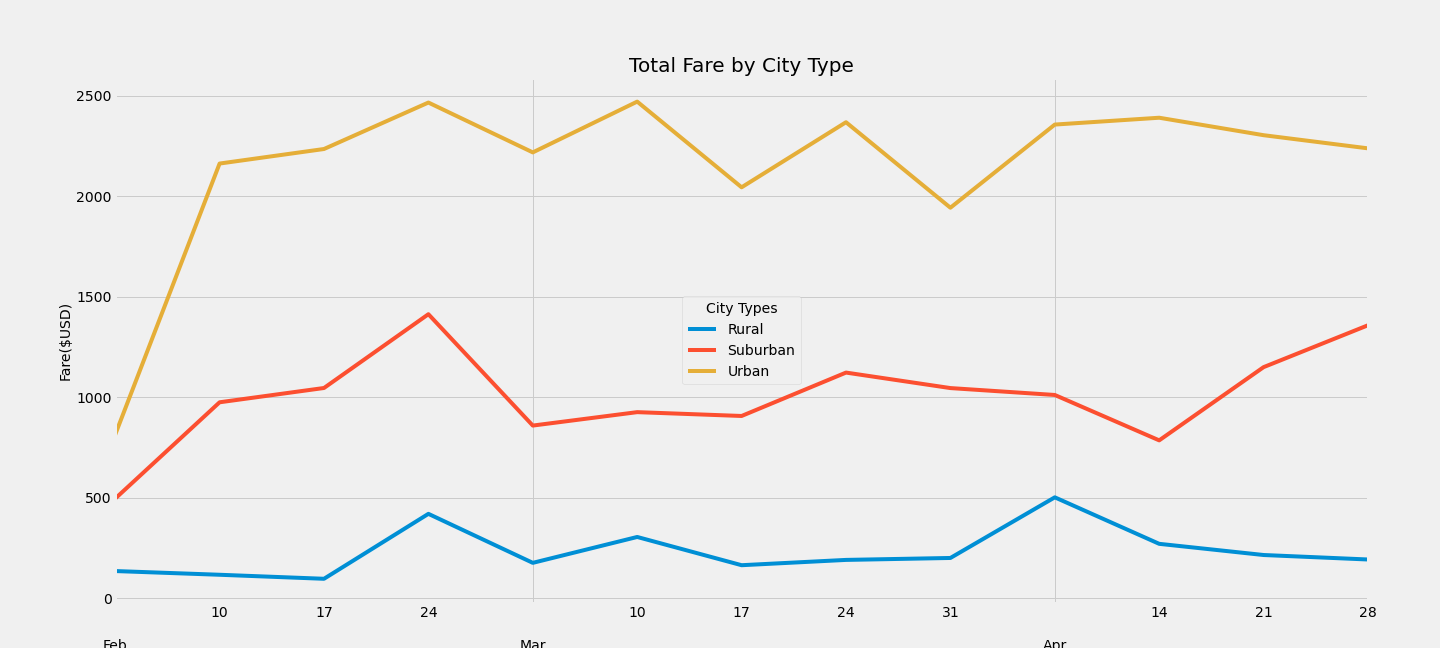 Total Fare by City Type
2500
2000
1500
1000
500
0
Fare($USD)
City Types
Rural
Suburban
Urban
10 17 24 10 17 24 31 14 21 28
Feb Mar Apr